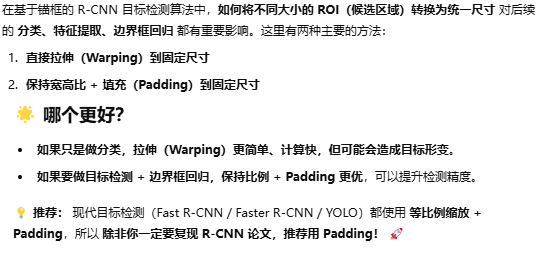 在基于锚框的 R-CNN 目标检测算法中，如何将不同大小的 ROI（候选区域）转换为统一尺寸 对后续
的 分类、特征提取、边界框回归 都有重要影响。这里有两种主要的方法：
1. 直接拉伸（Warping）到固定尺寸
2. 保持宽高比 + 填充（Padding）到固定尺寸
🌟 哪个更好？
• 如果只是做分类，拉伸（Warping）更简单、计算快，但可能会造成目标形变。
• 如果要做目标检测 + 边界框回归，保持比例 + Padding 更优，可以提升检测精度。
💡 推荐： 现代目标检测（Fast R-CNN / Faster R-CNN / YOLO）都使用 等比例缩放 +
Padding，所以 除非你一定要复现 R-CNN 论文，推荐用 Padding！ 🚀